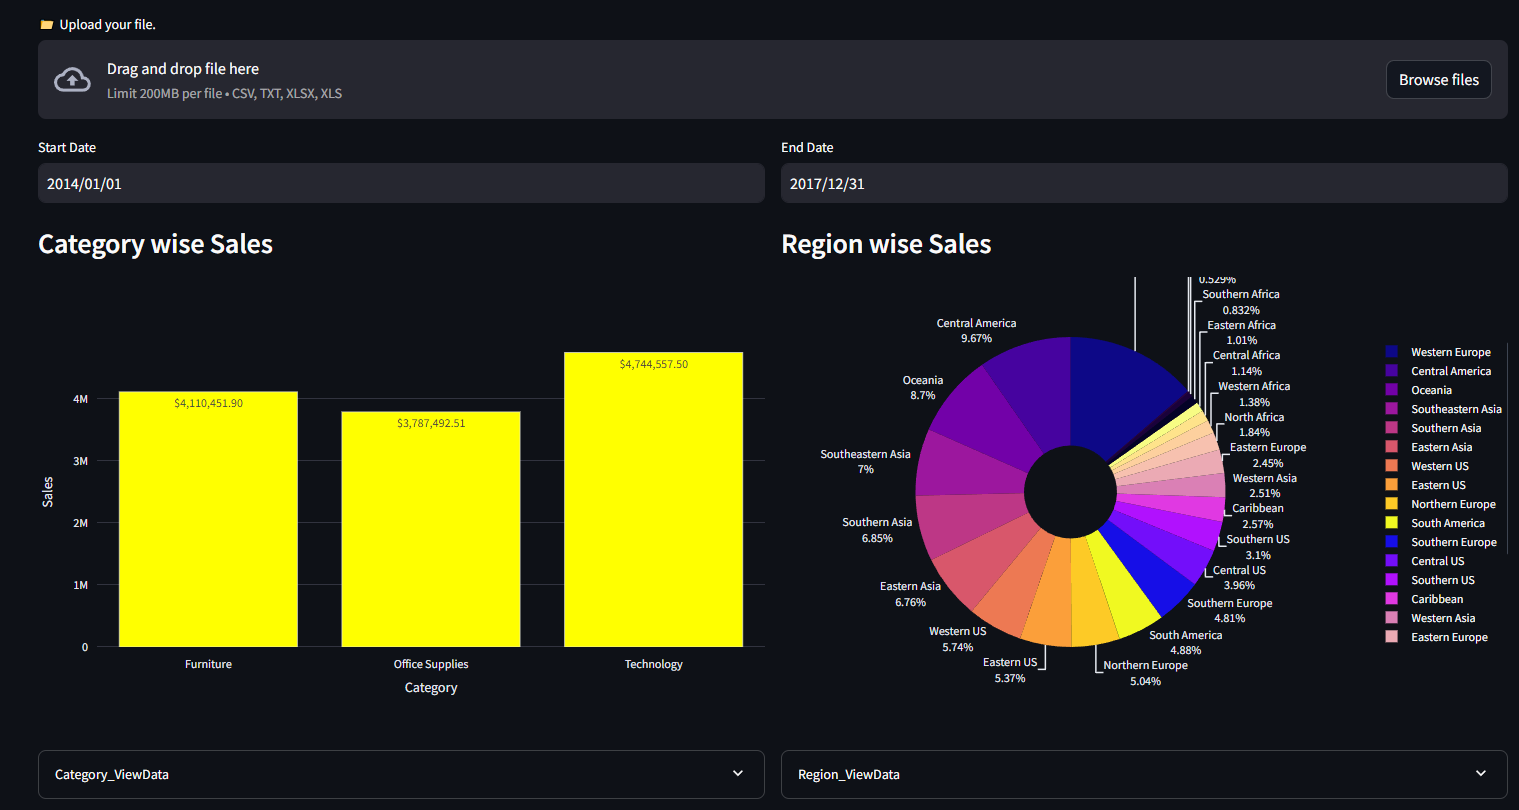 Upload your file.
Drag and drop file here
Limit 200MB per file • CSV, TXT, XLSX, XLS
Browse files
Start Date
End Date
2014/01/01
2017/12/31
Category wise Sales
Region wise Sales
4M
3M
2M
1M
0
Sales
$4,110,451.90
$3,787,492.51
$4,744,557.50
Furniture
Office Supplies
Technology
Category
0.529%
Southern Africa
0.832%
Eastern Africa
1.01%
Central Africa
1.14%
Western Africa
1.38%
North Africa
1.84%
Eastern Europe
2.45%
Western Asia
2.51%
Caribbean
2.57%
Southern US
3.1%
Central US
3.96%
Southern Europe
4.81%
South America
4.88%
Northern Europe
5.04%
Eastern US
5.37%
Western US
5.74%
Eastern Asia
6.76%
Southern Asia
6.85%
Southeastern Asia
7%
Oceania
8.7%
Central America
9.67%
Western Europe
Central America
Oceania
Southeastern Asia
Southern Asia
Eastern Asia
Western US
Eastern US
Northern Europe
South America
Southern Europe
Central US
Southern US
Caribbean
Western Asia
Eastern Europe
Category_ViewData
Region_ViewData